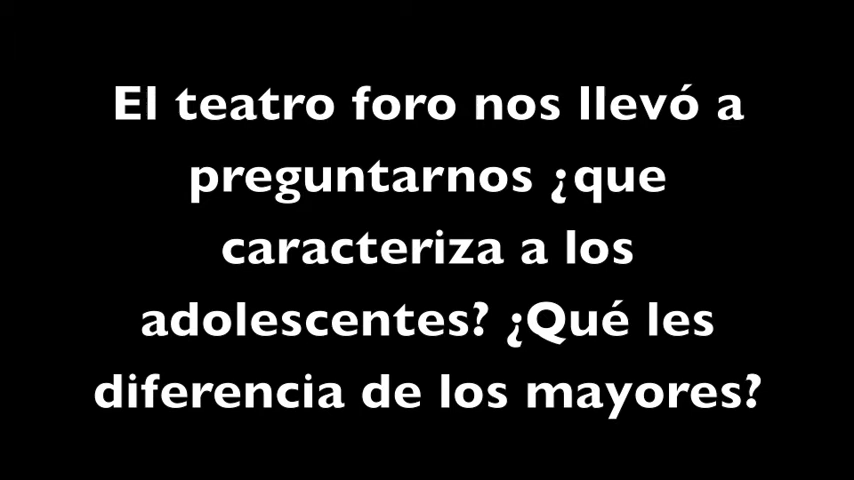 El teatro foro nos llevó a
preguntarnos ¿que
caracteriza a los
adolescentes? ¿Qué les
diferencia de los mayores?